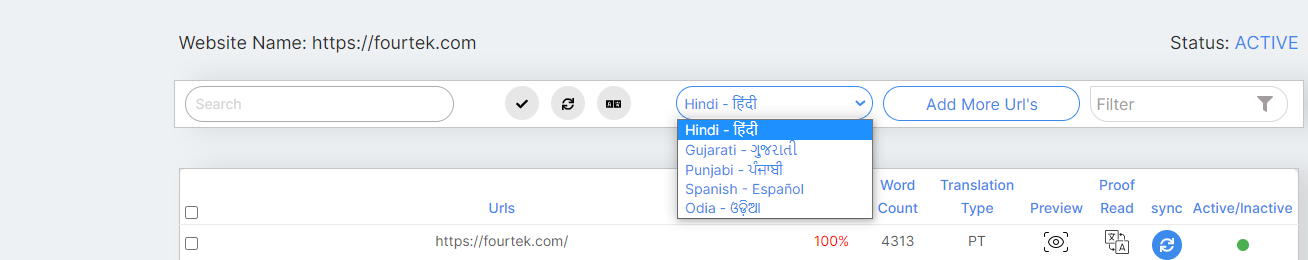 Website Name: https://fourtek.com
Status: ACTIVE
Search
Hindi - हिंदी
Add More Url's
Filter
Hindi - हिंदी
Gujarati - ગુજરાતી
Punjabi - ਪੰਜਾਬੀ
Spanish - Español
Odia - ଓଡ଼ିଆ
Urls
Word Count
Translation Type
Preview
Proof Read
sync
Active/Inactive
https://fourtek.com/
100%
4313
PT